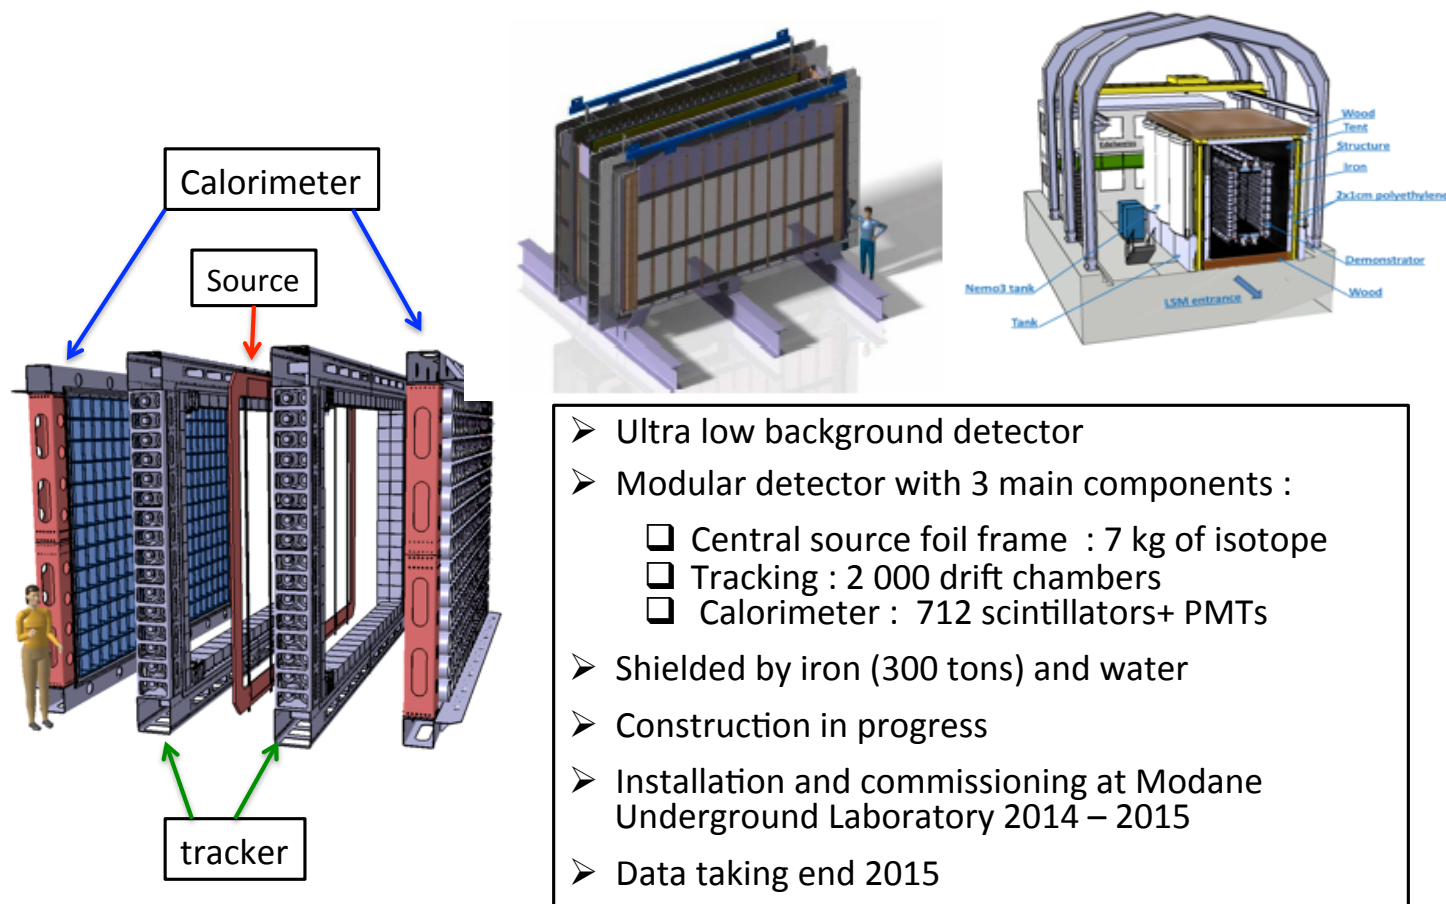 Calorimeter
Source
tracker
Wood
Tent
Structure
Iron
2x1cm polyethylene
Demonstrator
Wood
Nemo3 tank
Tank
LSM entrance
➢ Ultra low background detector
➢ Modular detector with 3 main components :
❑ Central source foil frame : 7 kg of isotope
❑ Tracking : 2 000 drift chambers
❑ Calorimeter : 712 scintillators+ PMTs
➢ Shielded by iron (300 tons) and water
➢ Construction in progress
➢ Installation and commissioning at Modane
Underground Laboratory 2014 – 2015
➢ Data taking end 2015